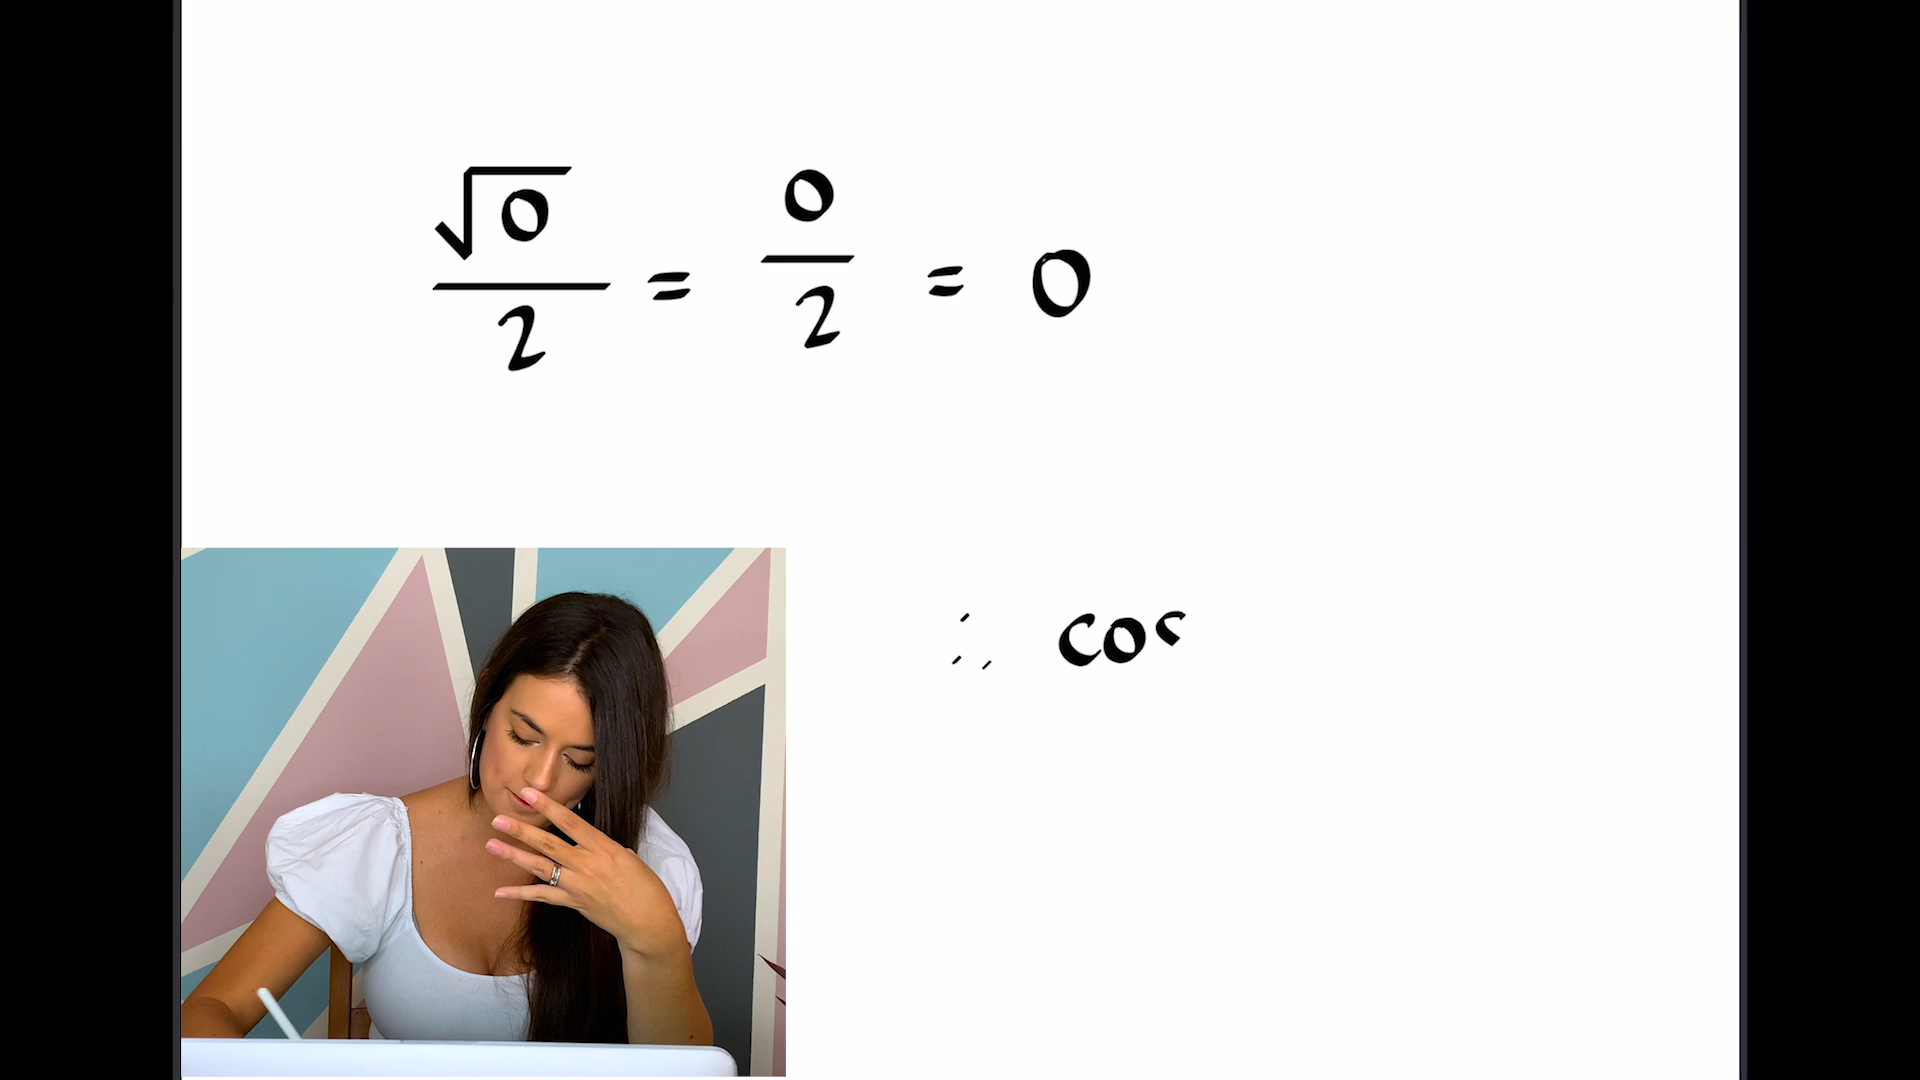 √0/2 = 0/2 = 0
∴ cos